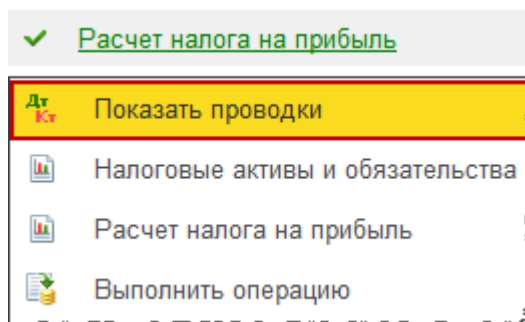 Расчет налога на прибыль
Дт Кт Показать проводки
Налоговые активы и обязательства
Расчет налога на прибыль
Выполнить операцию